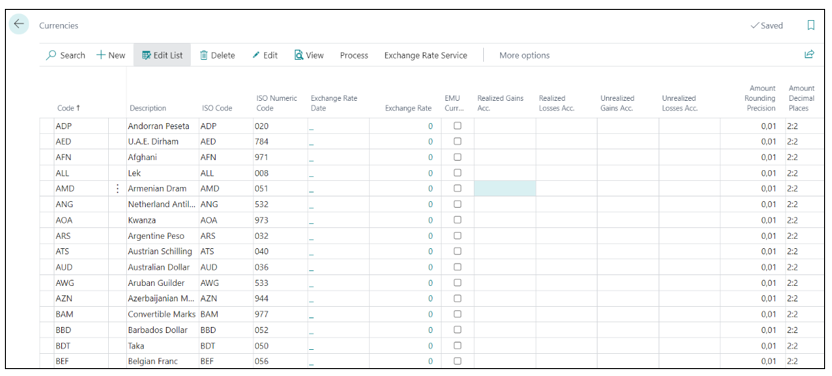 Currencies
Saved
Search New Edit List Delete Edit View Process Exchange Rate Service More options
Code ↑ Description ISO Code ISO Numeric Code Exchange Rate Date Exchange Rate EMU Curr... Realized Gains Acc. Realized Losses Acc. Unrealized Gains Acc. Unrealized Losses Acc. Amount Rounding Precision Amount Decimal Places
ADP Andorran Peseta ADP 020 _ 0 0,01 2:2
AED U.A.E. Dirham AED 784 _ 0 0,01 2:2
AFN Afghani AFN 971 _ 0 0,01 2:2
ALL Lek ALL 008 _ 0 0,01 2:2
AMD Armenian Dram AMD 051 _ 0 0,01 2:2
ANG Netherland Antil... ANG 532 _ 0 0,01 2:2
AOA Kwanza AOA 973 _ 0 0,01 2:2
ARS Argentine Peso ARS 032 _ 0 0,01 2:2
ATS Austrian Schilling ATS 040 _ 0 0,01 2:2
AUD Australian Dollar AUD 036 _ 0 0,01 2:2
AWG Aruban Guilder AWG 533 _ 0 0,01 2:2
AZN Azerbaijanian M... AZN 944 _ 0 0,01 2:2
BAM Convertible Marks BAM 977 _ 0 0,01 2:2
BBD Barbados Dollar BBD 052 _ 0 0,01 2:2
BDT Taka BDT 050 _ 0 0,01 2:2
BEF Belgian Franc BEF 056 _ 0 0,01 2:2